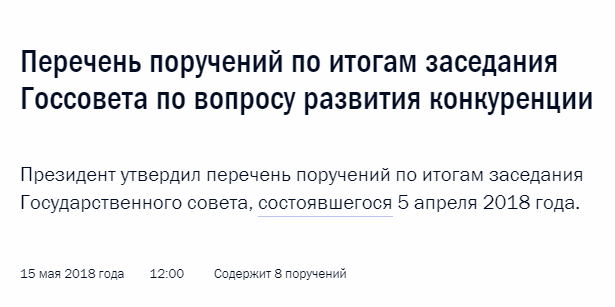 Перечень поручений по итогам заседания
Госсовета по вопросу развития конкуренции
Президент утвердил перечень поручений по итогам заседания
Государственного совета, состоявшегося 5 апреля 2018 года.
15 мая 2018 года 12:00 Содержит 8 поручений